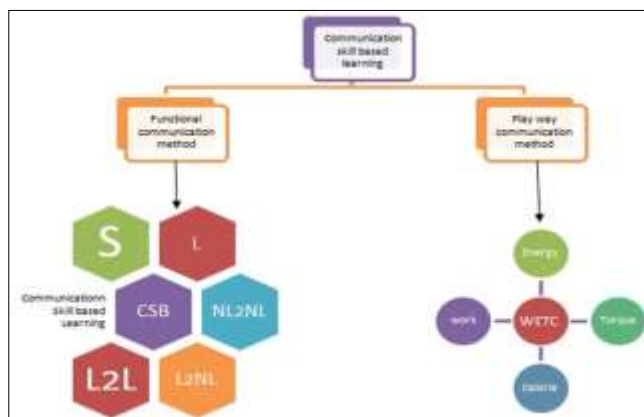 Communication
skill based
learning
Functional
communication
method
Play way
communication
method
S
L
Communicationn
Skill based
Learning
CSB
NL2NL
L2L
L2NL
Energy
work
WETC
Torque